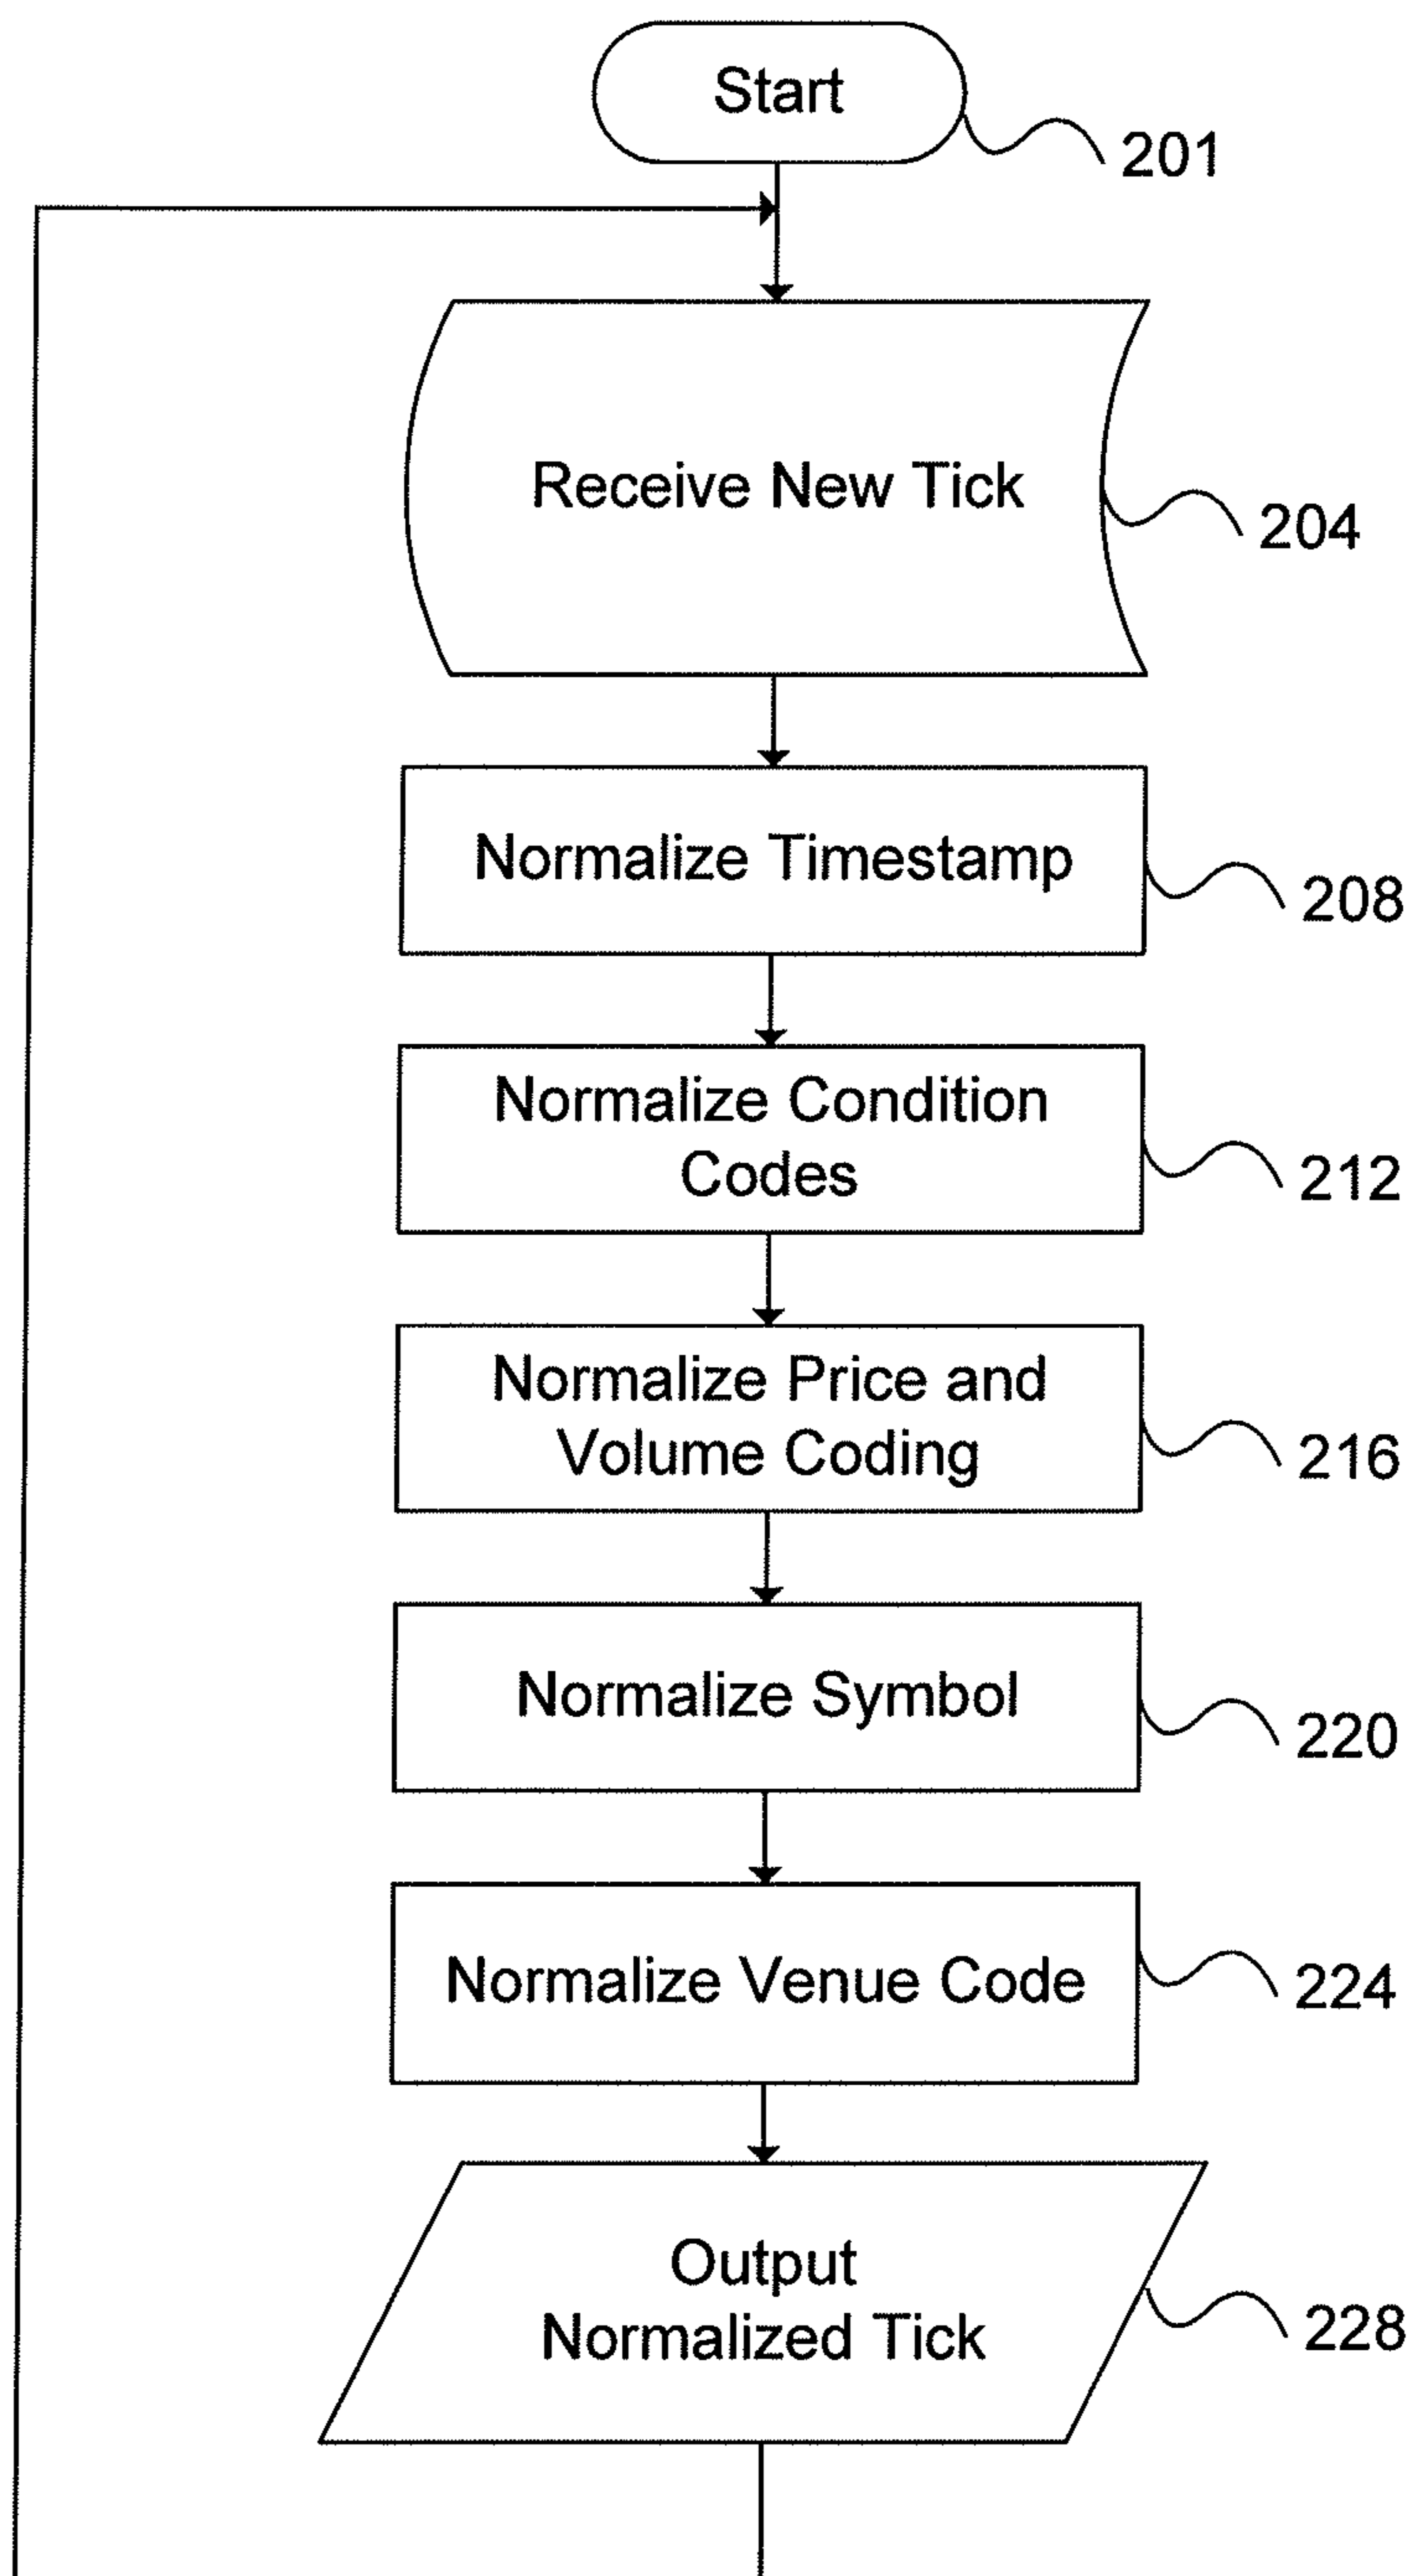 Start
201
Receive New Tick
204
Normalize Timestamp
208
Normalize Condition
Codes
212
Normalize Price and
Volume Coding
216
Normalize Symbol
220
Normalize Venue Code
224
Output
Normalized Tick
228